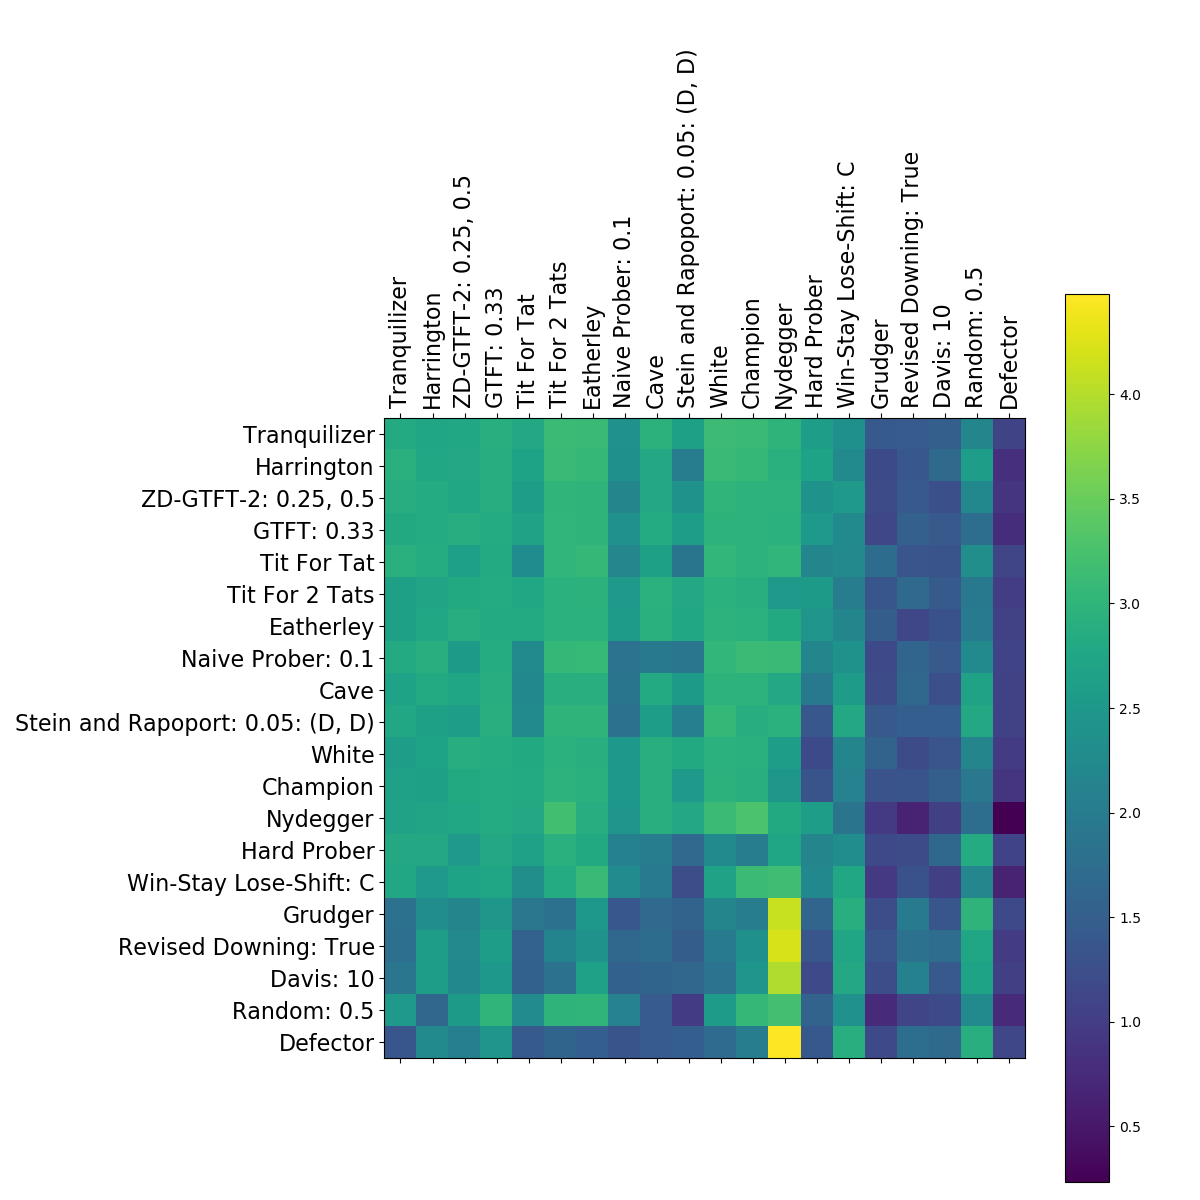 Tranquilizer
Harrington
ZD-GTFT-2: 0.25, 0.5
GTFT: 0.33
Tit For Tat
Tit For 2 Tats
Eatherley
Naive Prober: 0.1
Cave
Stein and Rapoport: 0.05: (D, D)
White
Champion
Nydegger
Hard Prober
Win-Stay Lose-Shift: C
Grudger
Revised Downing: True
Davis: 10
Random: 0.5
Defector
Tranquilizer
Harrington
ZD-GTFT-2: 0.25, 0.5
GTFT: 0.33
Tit For Tat
Tit For 2 Tats
Eatherley
Naive Prober: 0.1
Cave
Stein and Rapoport: 0.05: (D, D)
White
Champion
Nydegger
Hard Prober
Win-Stay Lose-Shift: C
Grudger
Revised Downing: True
Davis: 10
Random: 0.5
Defector
4.0
3.5
3.0
2.5
2.0
1.5
1.0
0.5